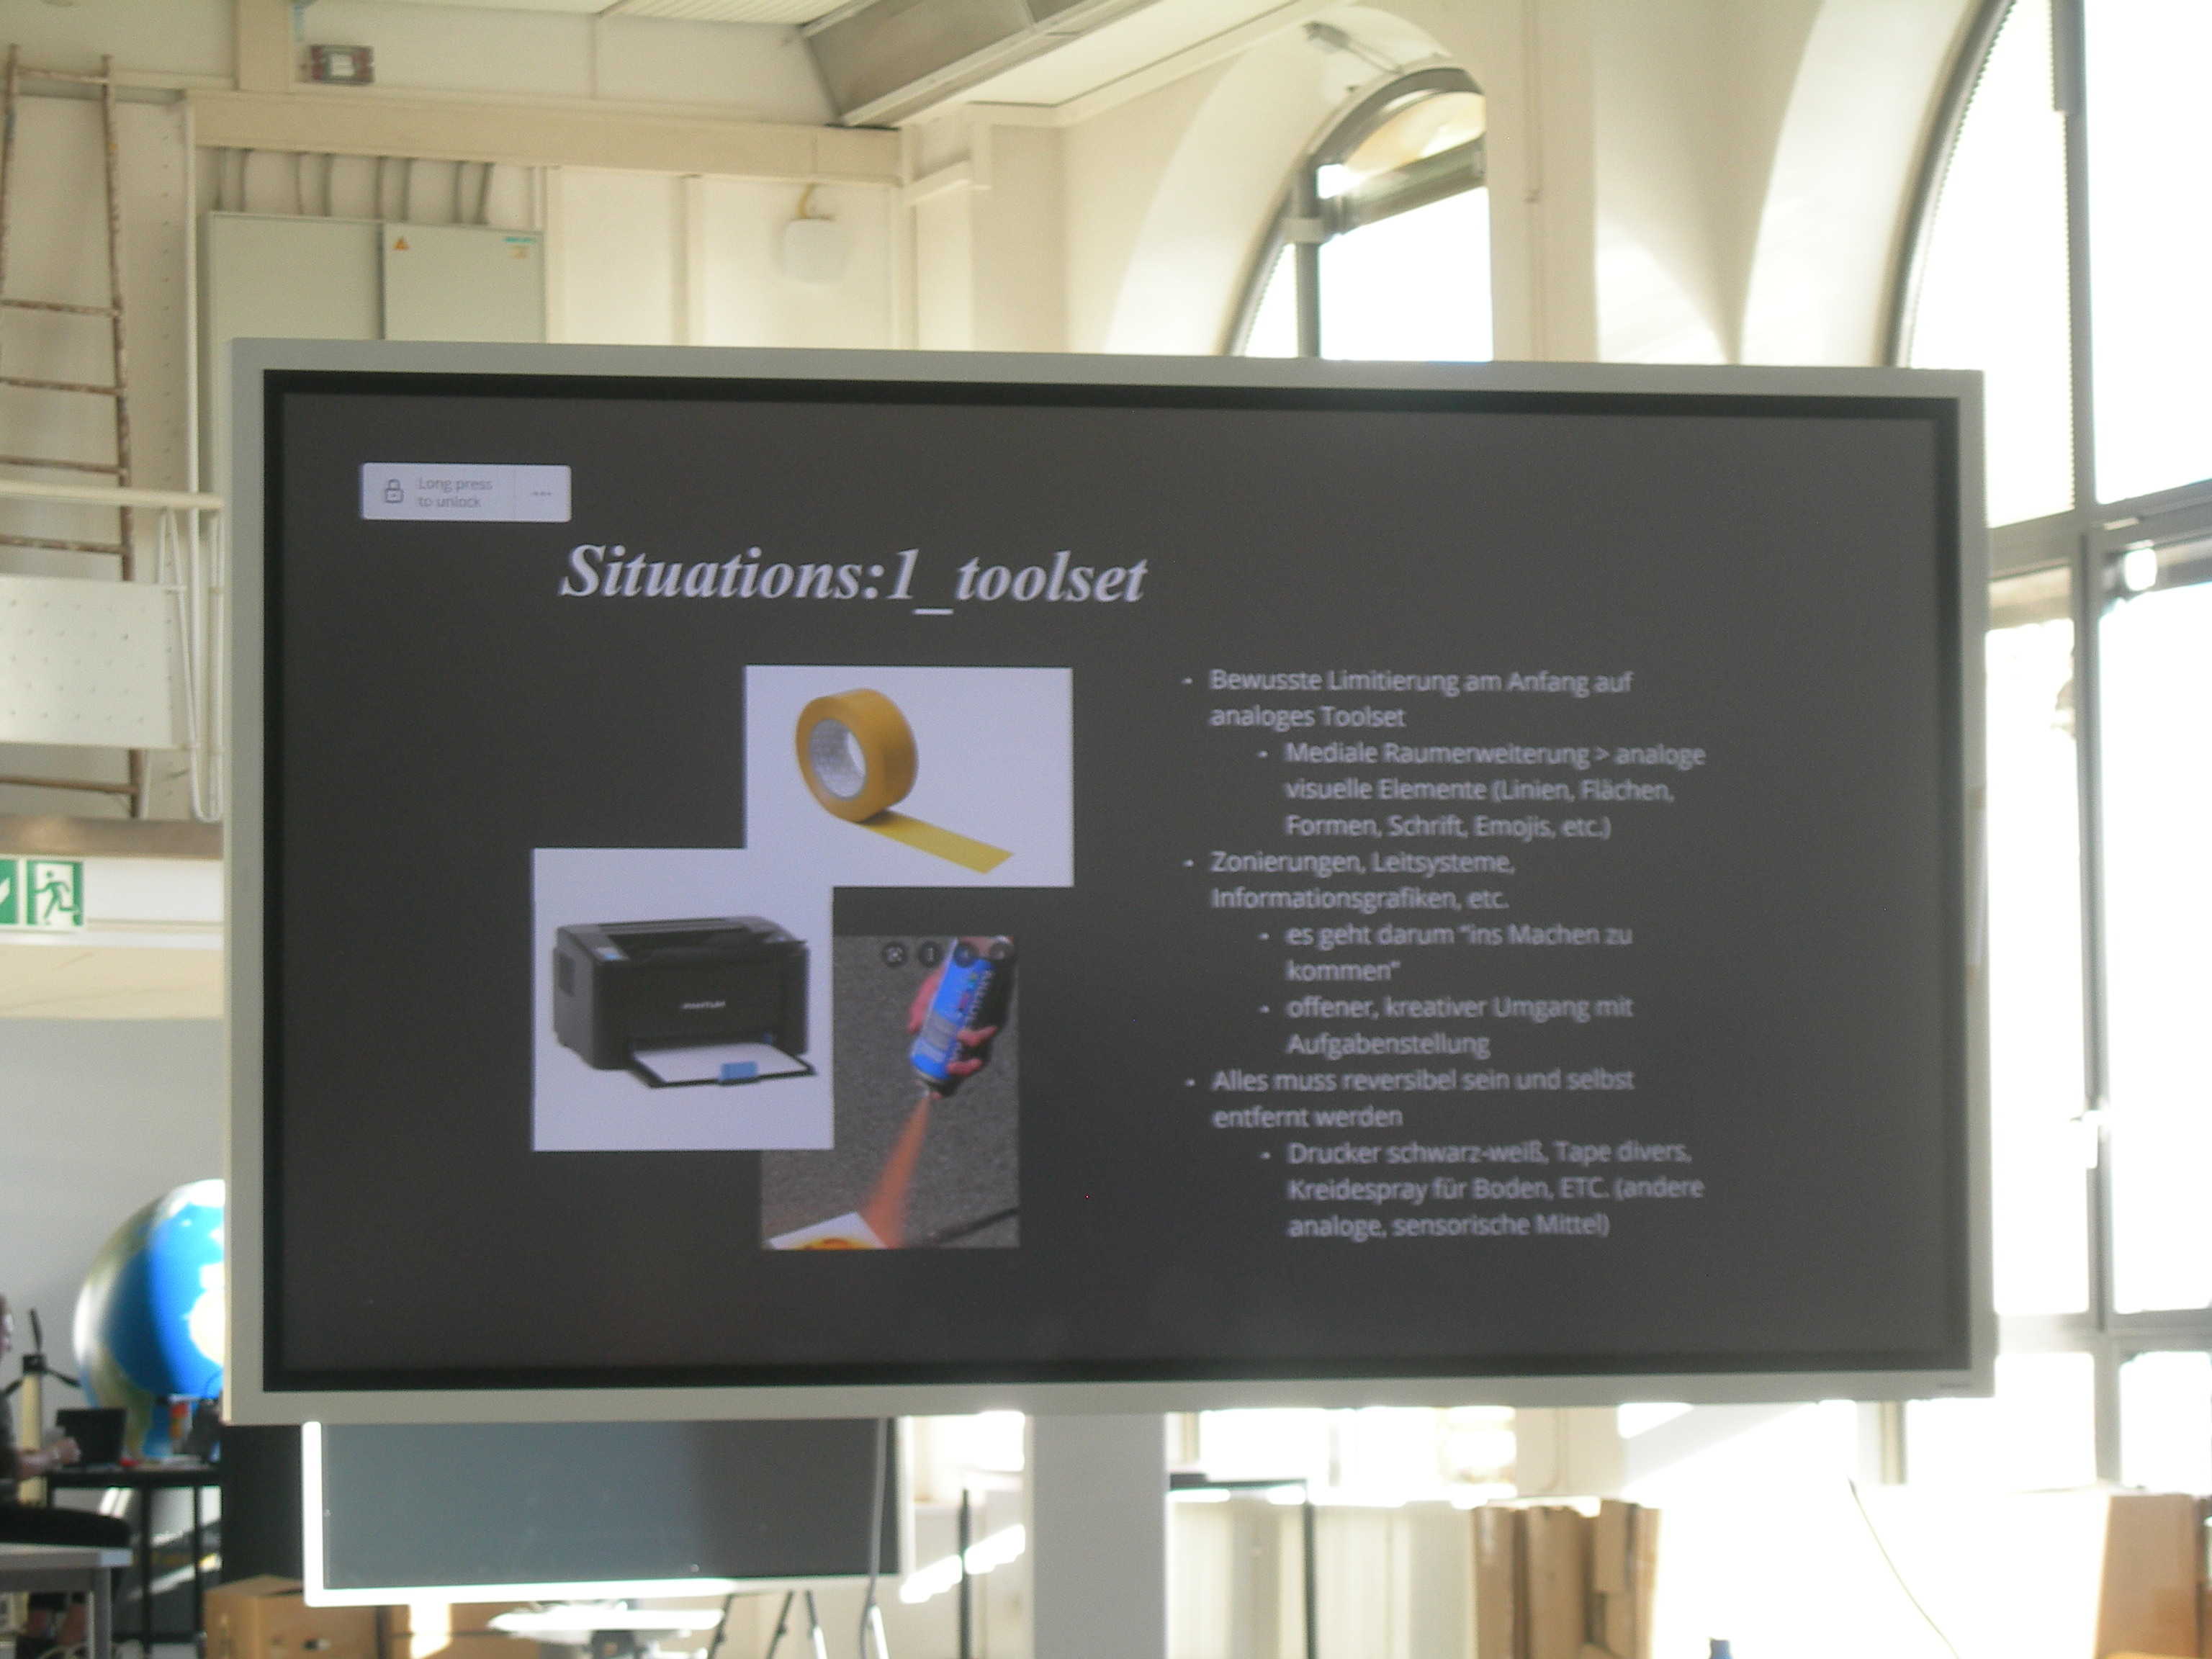 Long press
to unlock
Situations:1_toolset
PANTUM
- Bewusste Limitierung am Anfang auf
analoges Toolset
- Mediale Raumerweiterung > analoge
visuelle Elemente (Linien, Flächen,
Formen, Schrift, Emojis, etc.)
- Zonierungen, Leitsysteme,
Informationsgrafiken, etc.
- es geht darum "ins Machen zu
kommen"
- offener, kreativer Umgang mit
Aufgabenstellung
- Alles muss reversibel sein und selbst
entfernt werden
- Drucker schwarz-weiß, Tape divers,
Kreidespray für Boden, ETC. (andere
analoge, sensorische Mittel)